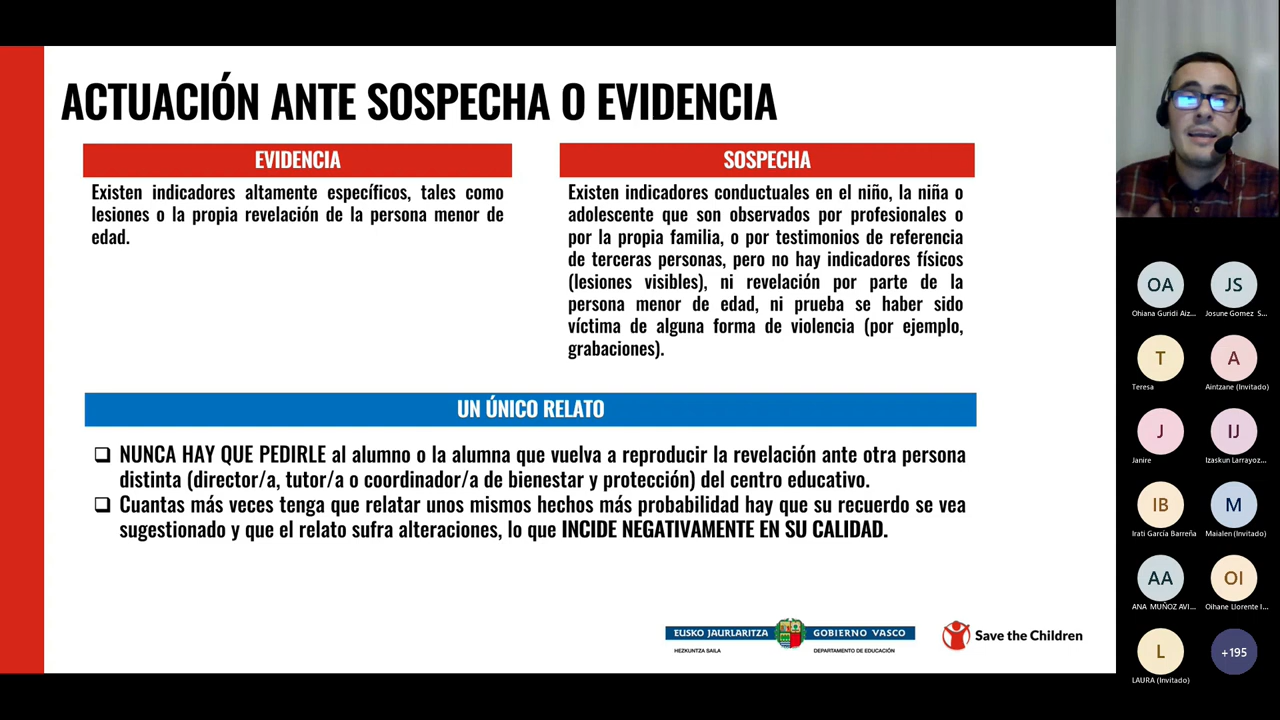 ACTUACIÓN ANTE SOSPECHA O EVIDENCIA
EVIDENCIA
Existen indicadores altamente específicos, tales como
lesiones o la propia revelación de la persona menor de
edad.
SOSPECHA
Existen indicadores conductuales en el niño, la niña o
adolescente que son observados por profesionales o
por la propia familia, o por testimonios de referencia
de terceras personas, pero no hay indicadores físicos
(lesiones visibles), ni revelación por parte de la
persona menor de edad, ni prueba se haber sido
víctima de alguna forma de violencia (por ejemplo,
grabaciones).
UN ÚNICO RELATO
NUNCA HAY QUE PEDIRLE al alumno o la alumna que vuelva a reproducir la revelación ante otra persona
distinta (director/a, tutor/a o coordinador/a de bienestar y protección) del centro educativo.
Cuantas más veces tenga que relatar unos mismos hechos más probabilidad hay que su recuerdo se vea
sugestionado y que el relato sufra alteraciones, lo que INCIDE NEGATIVAMENTE EN SU CALIDAD.
EUSKO JAURLARITZA GOBIERNO VASCO
HEZKUNTZA SAILA DEPARTAMENTO DE EDUCACIÓN
Save the Children
OA JS
Ohiana Guridi Aiz... Josune Gomez S...
T A
Teresa Aintzane (Invitado)
J IJ
Janire Izaskun Larrayoz...
IB M
Irati García Barreña Maialen (Invitado)
AA OI
ANA MUÑOZ AVI... Oihane Llorente I...
L +195
LAURA (Invitado)